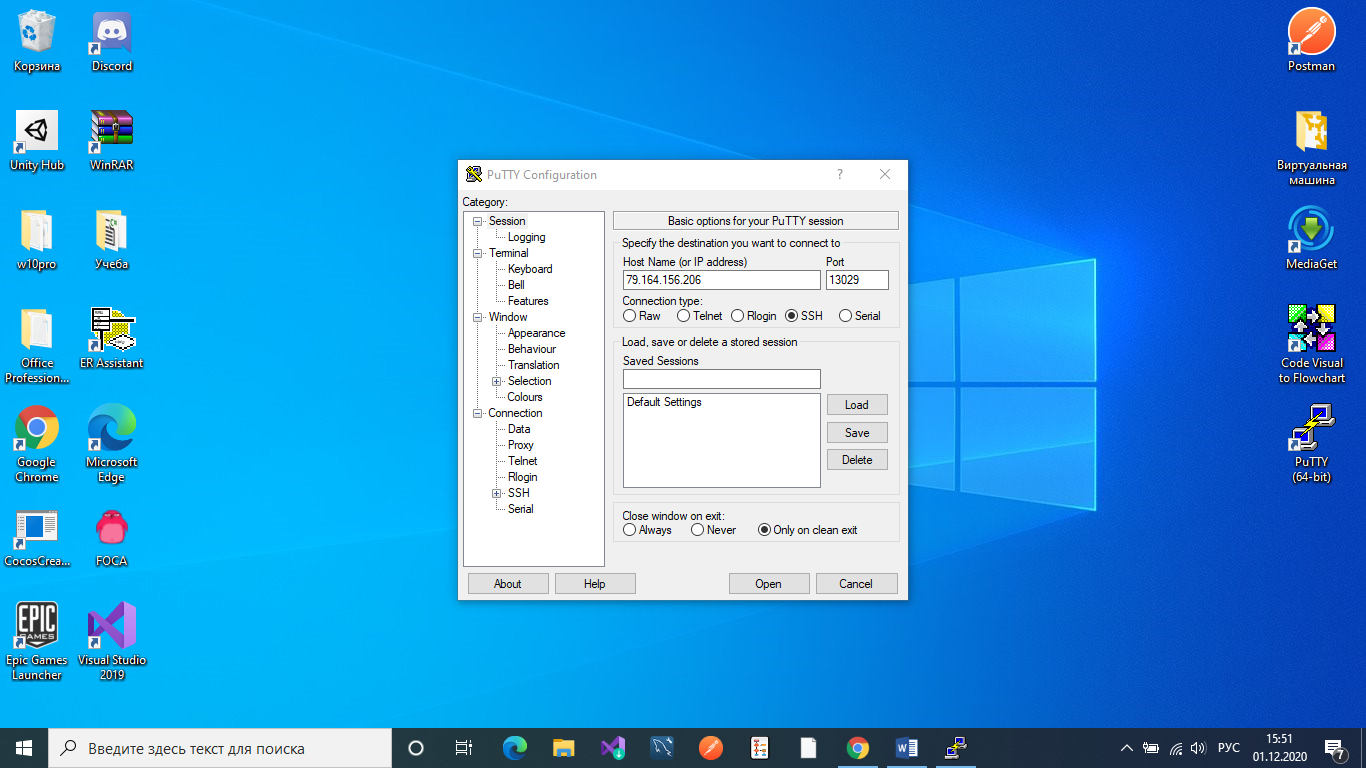 Корзина
Discord
Unity Hub
WinRAR
w10pro
Учеба
Office
Profession...
ER Assistant
Google
Chrome
Microsoft
Edge
CocosCrea...
FOCA
EPIC
GAMES
Epic Games
Launcher
Visual Studio
2019
PuTTY Configuration
?
Category:
Session
Logging
Terminal
Keyboard
Bell
Features
Window
Appearance
Behaviour
Translation
Selection
Colours
Connection
Data
Proxy
Telnet
Rlogin
SSH
Serial
Basic options for your PuTTY session
Specify the destination you want to connect to
Host Name (or IP address) Port
79.164.156.206 13029
Connection type:
Raw Telnet Rlogin SSH Serial
Load, save or delete a stored session
Saved Sessions
Default Settings
Load
Save
Delete
Close window on exit:
Always Never Only on clean exit
About Help Open Cancel
Postman
Виртуальная
машина
MediaGet
Code Visual
to Flowchart
PuTTY
(64-bit)
Введите здесь текст для поиска
РУС
15:51
01.12.2020
7